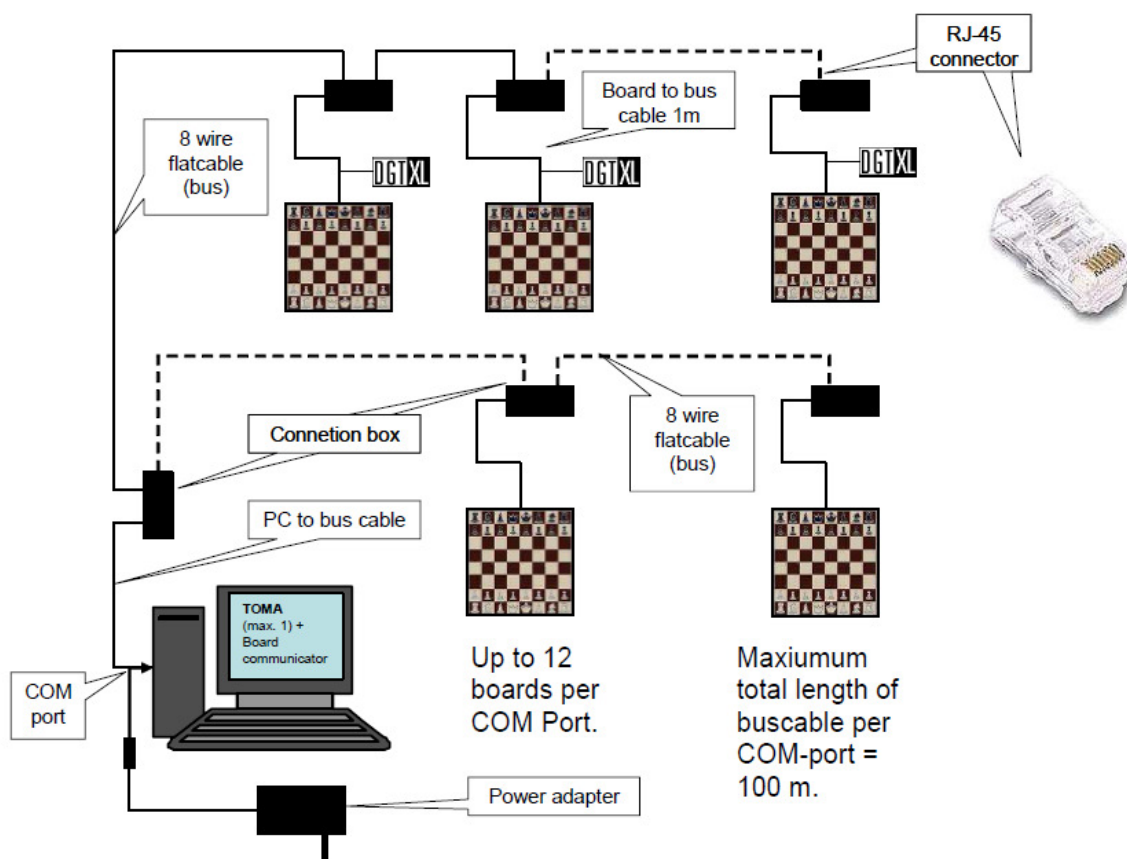 RJ-45
connector
Board to bus
cable 1m
8 wire
flatcable
(bus)
DGTXL
DGTXL
DGTXL
Connetion box
8 wire
flatcable
(bus)
PC to bus cable
TOMA
(max. 1) +
Board
communicator
COM
port
Up to 12
boards per
COM Port.
Maxiumum
total length of
buscable per
COM-port =
100 m.
Power adapter